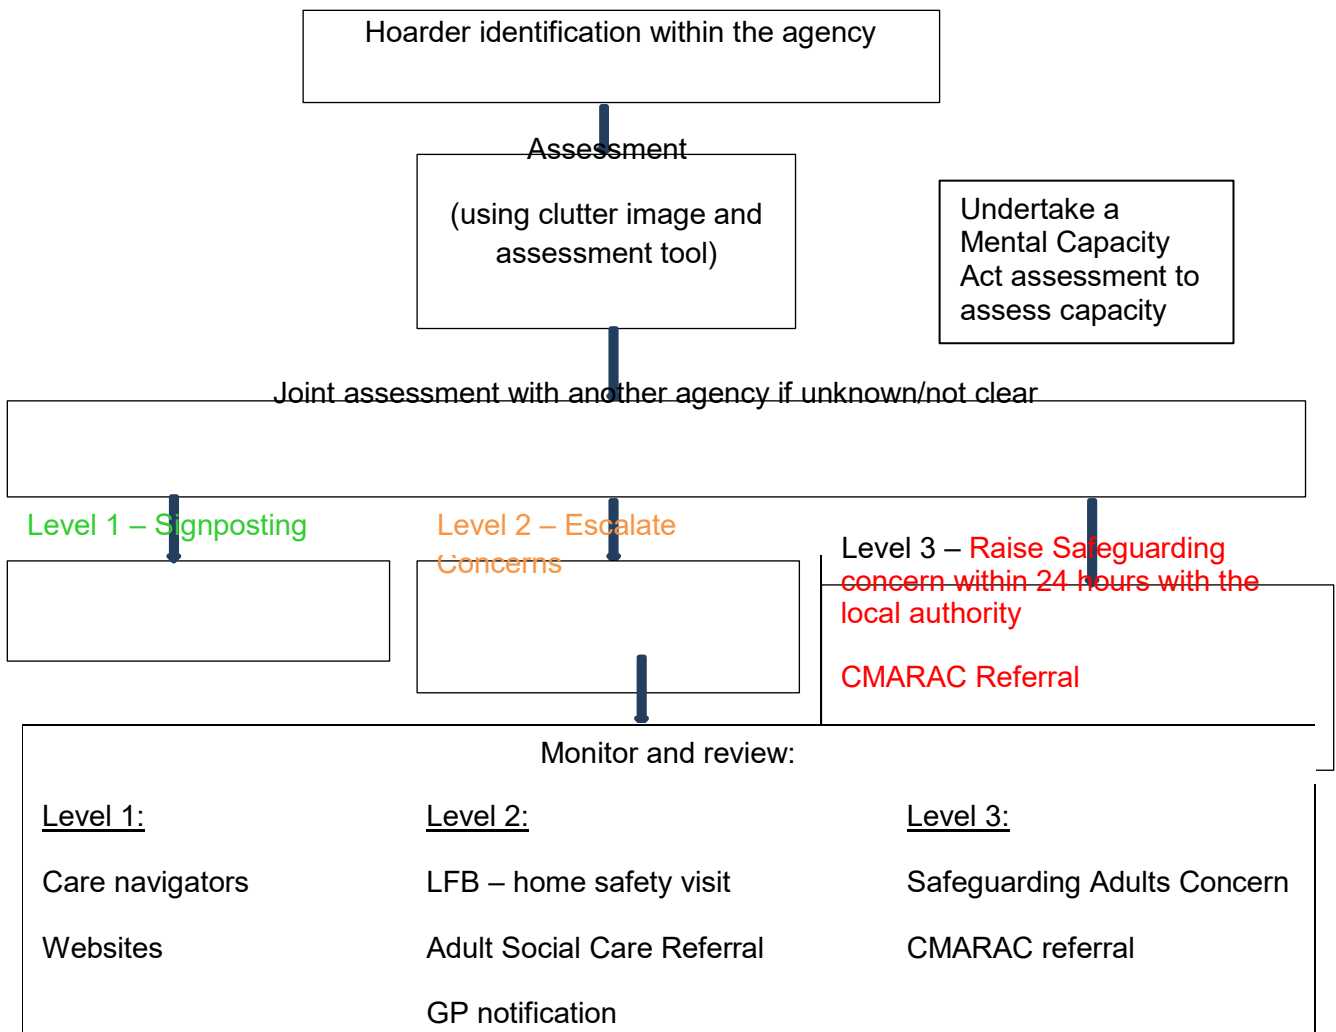 Hoarder identification within the agency
Assessment
(using clutter image and
assessment tool)
Undertake a
Mental Capacity
Act assessment to
assess capacity
Joint assessment with another agency if unknown/not clear
Level 1 – Signposting
Level 2 – Escalate
Concerns
Level 3 – Raise Safeguarding
concern within 24 hours with the
local authority
CMARAC Referral
Monitor and review:
Level 1:
Care navigators
Websites
Level 2:
LFB – home safety visit
Adult Social Care Referral
GP notification
Level 3:
Safeguarding Adults Concern
CMARAC referral